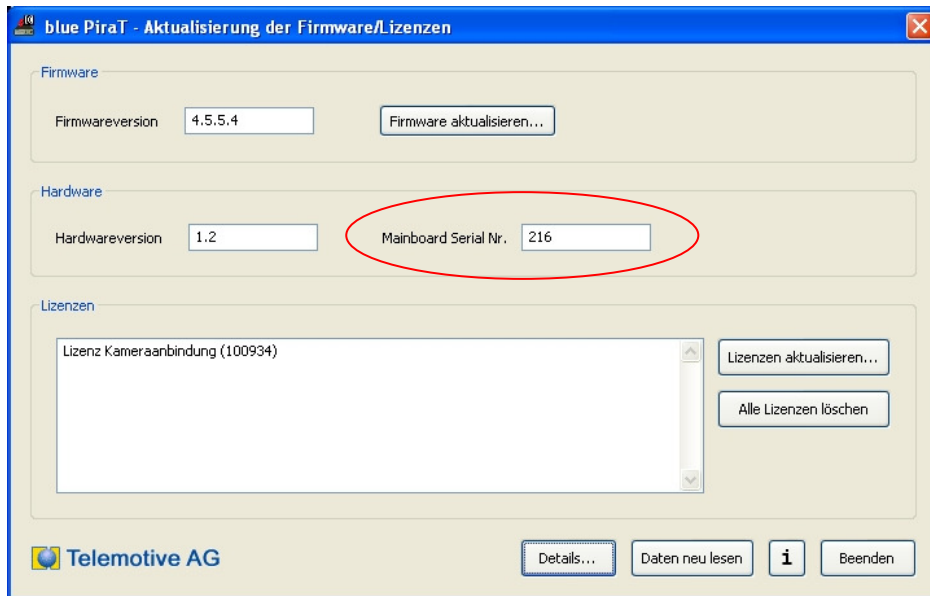 blue PiraT - Aktualisierung der Firmware/Lizenzen
Firmware
Firmwareversion 4.5.5.4 Firmware aktualisieren...
Hardware
Hardwareversion 1.2 Mainboard Serial Nr. 216
Lizenzen
Lizenz Kameraanbindung (100934)
Lizenzen aktualisieren...
Alle Lizenzen löschen
Telemotive AG Details... Daten neu lesen i Beenden